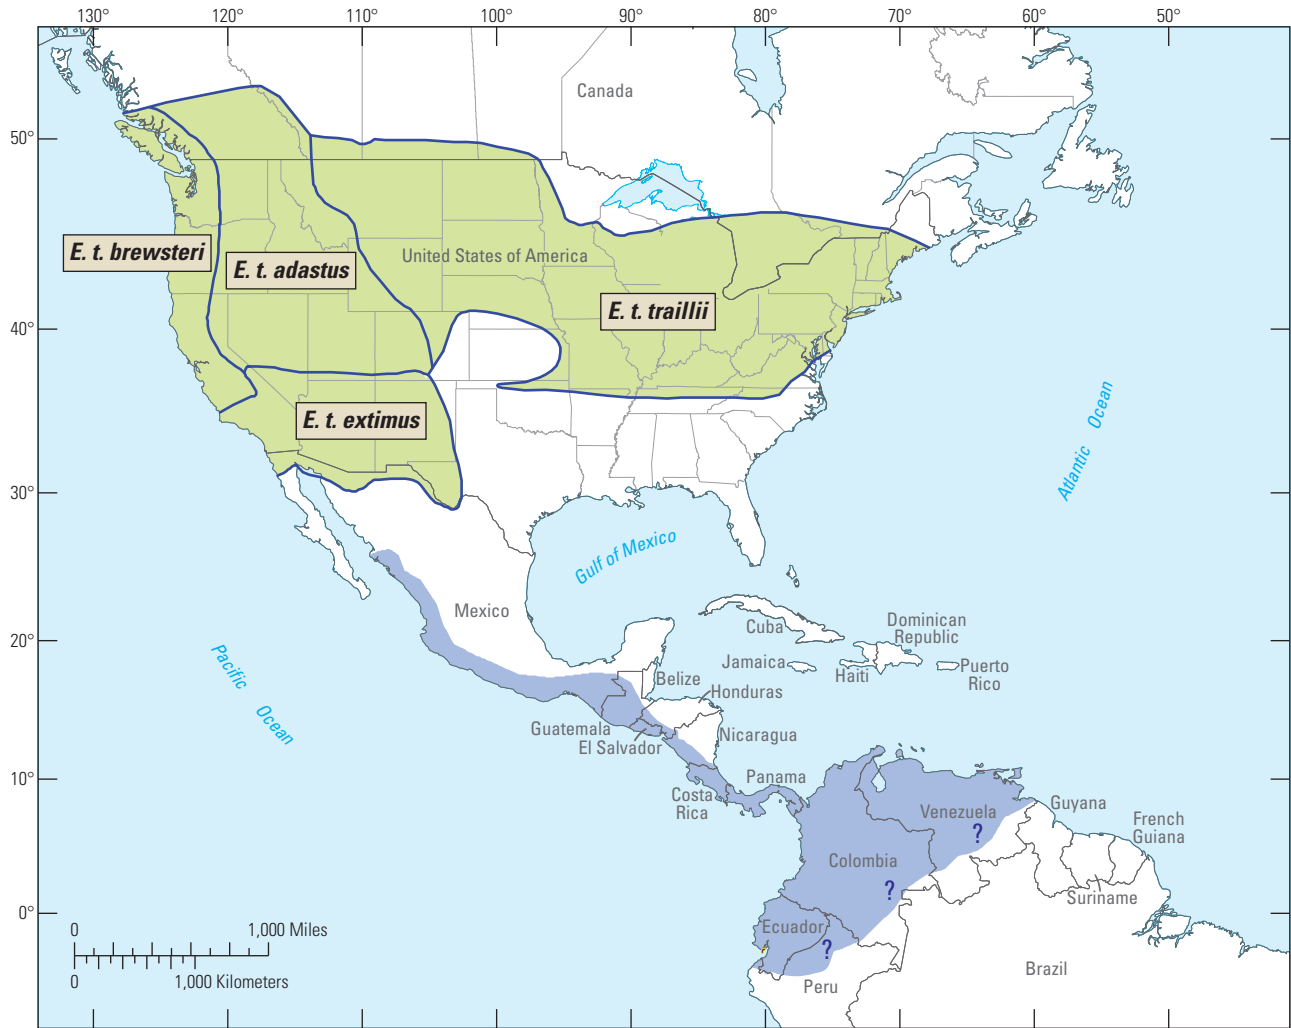 130° 120° 110° 100° 90° 80° 70° 60° 50°
Canada
50°
E. t. brewsteri
E. t. adastus
United States of America
E. t. traillii
40°
E. t. extimus
Atlantic Ocean
30°
Gulf of Mexico
Mexico
Cuba
Dominican
Republic
20°
Jamaica
Haiti
Puerto
Rico
Pacific
Ocean
Belize
Honduras
Guatemala
El Salvador
Nicaragua
10°
Panama
Costa
Rica
Venezuela
?
Guyana
French
Guiana
Colombia
?
Suriname
0°
Ecuador
?
Peru
Brazil
0 1,000 Miles
0 1,000 Kilometers